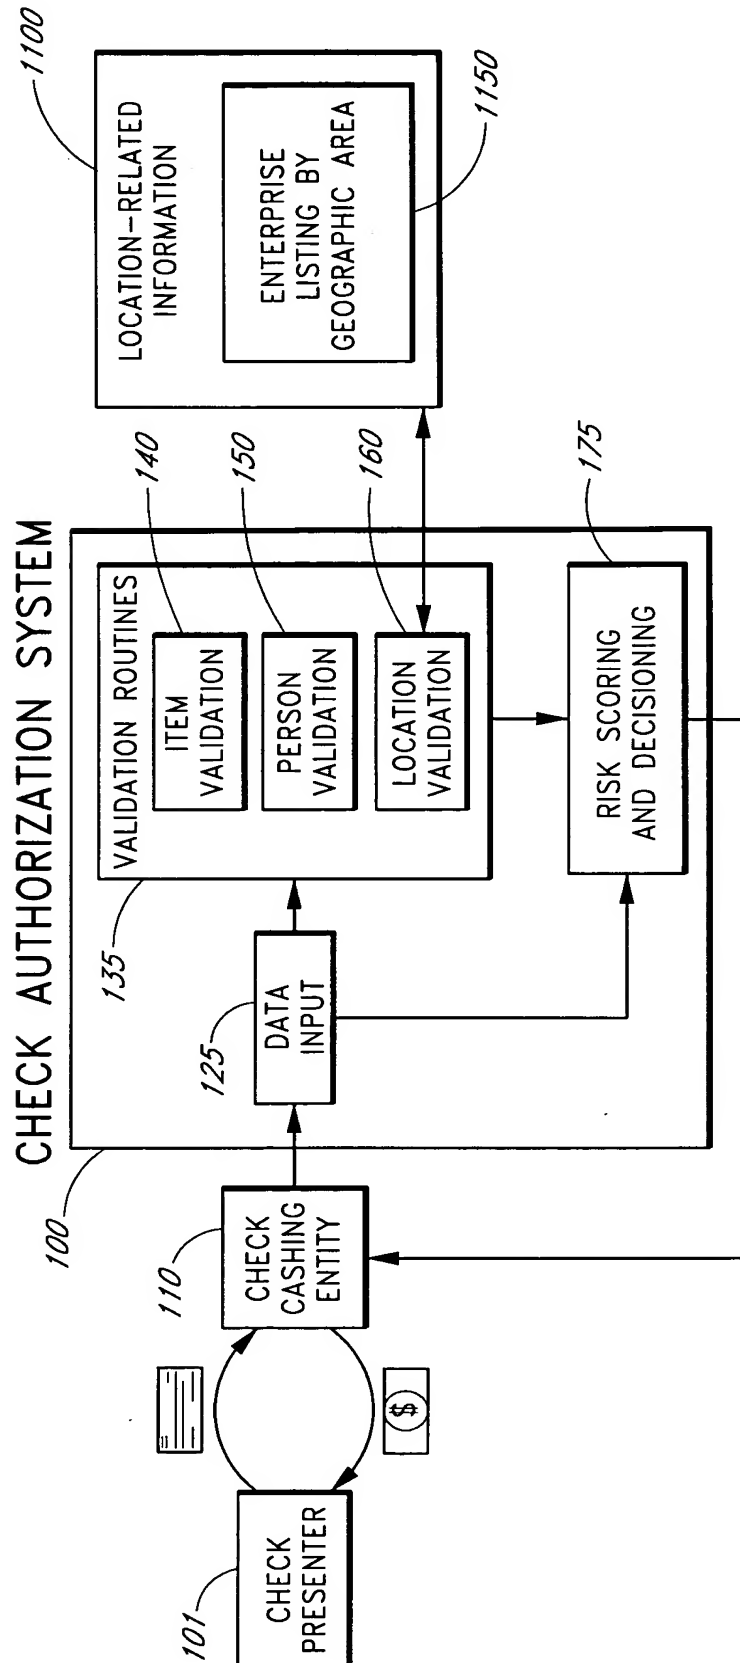 CHECK AUTHORIZATION SYSTEM
101
CHECK
PRESENTER
$
110
CHECK
CASHING
ENTITY
100
125
DATA
INPUT
135
VALIDATION ROUTINES
140
ITEM
VALIDATION
150
PERSON
VALIDATION
160
LOCATION
VALIDATION
175
RISK SCORING
AND DECISIONING
1100
LOCATION-RELATED
INFORMATION
1150
ENTERPRISE
LISTING BY
GEOGRAPHIC AREA